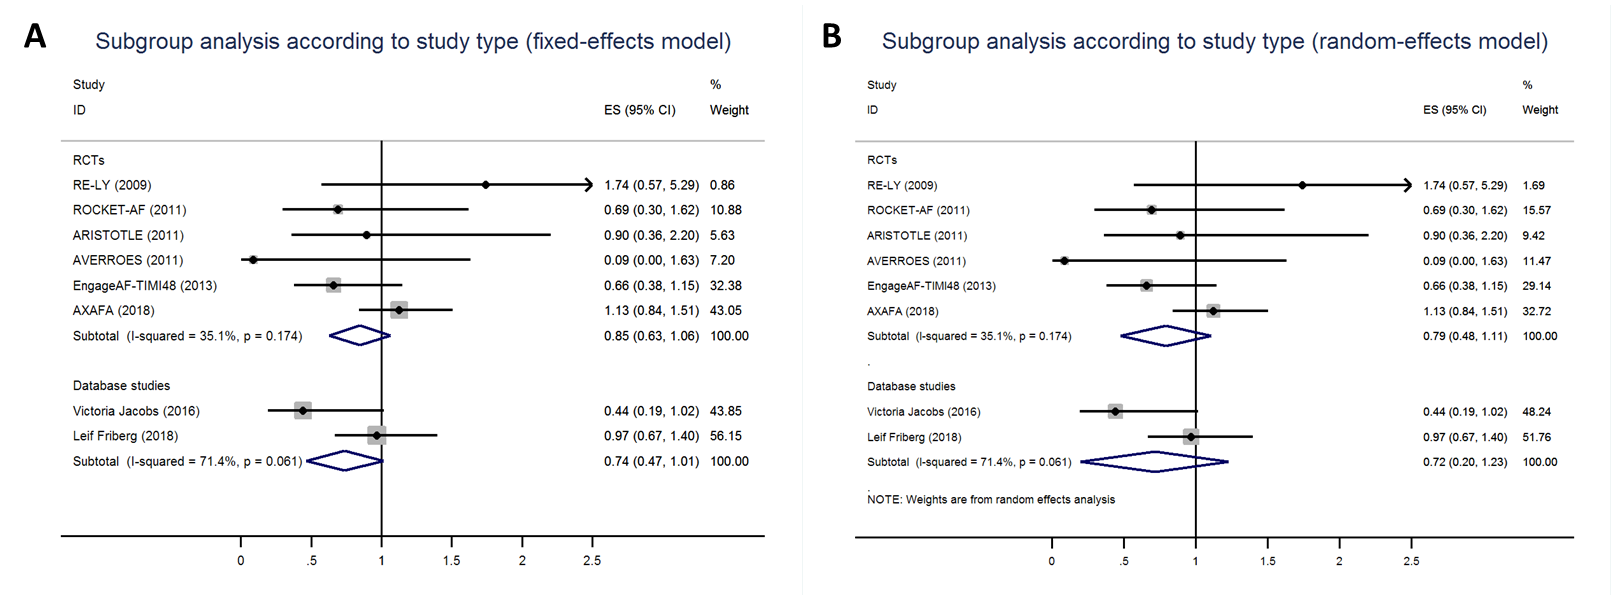 A
Subgroup analysis according to study type (fixed-effects model)
Study %
ID ES (95% CI) Weight
RCTs
RE-LY (2009) 1.74 (0.57, 5.29) 0.86
ROCKET-AF (2011) 0.69 (0.30, 1.62) 10.88
ARISTOTLE (2011) 0.90 (0.36, 2.20) 5.63
AVERROES (2011) 0.09 (0.00, 1.63) 7.20
EngageAF-TIMI48 (2013) 0.66 (0.38, 1.15) 32.38
AXAFA (2018) 1.13 (0.84, 1.51) 43.05
Subtotal (I-squared = 35.1%, p = 0.174) 0.85 (0.63, 1.06) 100.00
Database studies
Victoria Jacobs (2016) 0.44 (0.19, 1.02) 43.85
Leif Friberg (2018) 0.97 (0.67, 1.40) 56.15
Subtotal (I-squared = 71.4%, p = 0.061) 0.74 (0.47, 1.01) 100.00
0 .5 1 1.5 2 2.5
B
Subgroup analysis according to study type (random-effects model)
Study %
ID ES (95% CI) Weight
RCTs
RE-LY (2009) 1.74 (0.57, 5.29) 1.69
ROCKET-AF (2011) 0.69 (0.30, 1.62) 15.57
ARISTOTLE (2011) 0.90 (0.36, 2.20) 9.42
AVERROES (2011) 0.09 (0.00, 1.63) 11.47
EngageAF-TIMI48 (2013) 0.66 (0.38, 1.15) 29.14
AXAFA (2018) 1.13 (0.84, 1.51) 32.72
Subtotal (I-squared = 35.1%, p = 0.174) 0.79 (0.48, 1.11) 100.00
.
Database studies
Victoria Jacobs (2016) 0.44 (0.19, 1.02) 48.24
Leif Friberg (2018) 0.97 (0.67, 1.40) 51.76
Subtotal (I-squared = 71.4%, p = 0.061) 0.72 (0.20, 1.23) 100.00
.
NOTE: Weights are from random effects analysis
0 .5 1 1.5 2 2.5